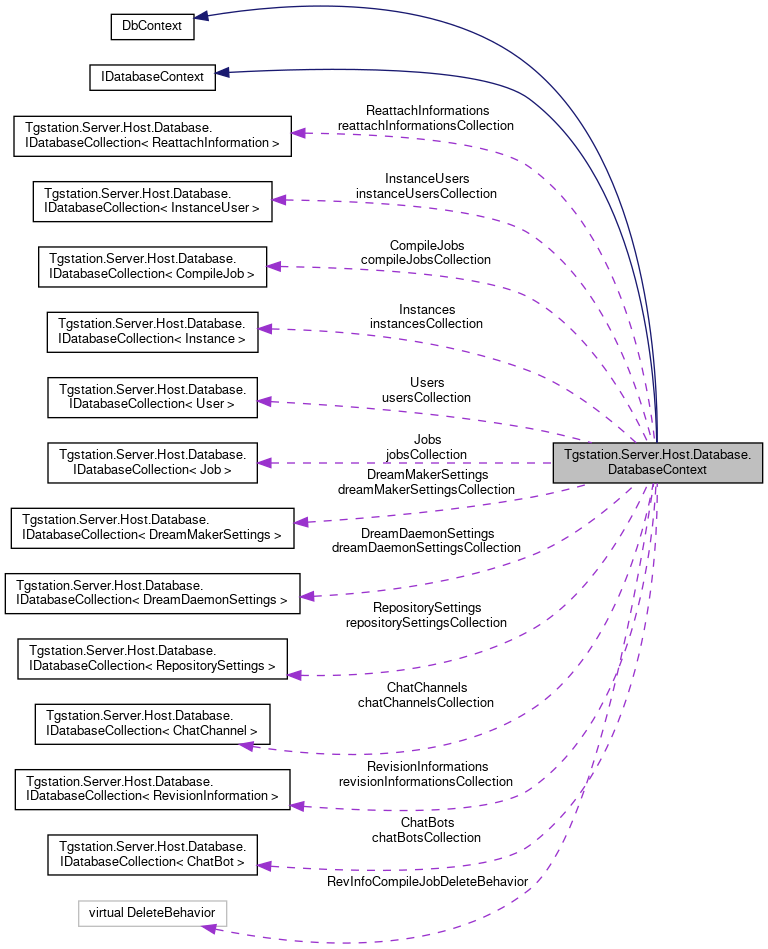 DbContext
IDatabaseContext
ReattachInformations
reattachInformationsCollection
Tgstation.Server.Host.Database.
IDatabaseCollection< ReattachInformation >
InstanceUsers
instanceUsersCollection
Tgstation.Server.Host.Database.
IDatabaseCollection< InstanceUser >
CompileJobs
compileJobsCollection
Tgstation.Server.Host.Database.
IDatabaseCollection< CompileJob >
Instances
instancesCollection
Tgstation.Server.Host.Database.
IDatabaseCollection< Instance >
Users
usersCollection
Tgstation.Server.Host.Database.
IDatabaseCollection< User >
Jobs
jobsCollection
Tgstation.Server.Host.Database.
IDatabaseCollection< Job >
Tgstation.Server.Host.Database.
DatabaseContext
DreamMakerSettings
dreamMakerSettingsCollection
Tgstation.Server.Host.Database.
IDatabaseCollection< DreamMakerSettings >
DreamDaemonSettings
dreamDaemonSettingsCollection
Tgstation.Server.Host.Database.
IDatabaseCollection< DreamDaemonSettings >
RepositorySettings
repositorySettingsCollection
Tgstation.Server.Host.Database.
IDatabaseCollection< RepositorySettings >
ChatChannels
chatChannelsCollection
Tgstation.Server.Host.Database.
IDatabaseCollection< ChatChannel >
RevisionInformations
revisionInformationsCollection
Tgstation.Server.Host.Database.
IDatabaseCollection< RevisionInformation >
ChatBots
chatBotsCollection
Tgstation.Server.Host.Database.
IDatabaseCollection< ChatBot >
RevInfoCompileJobDeleteBehavior
virtual DeleteBehavior